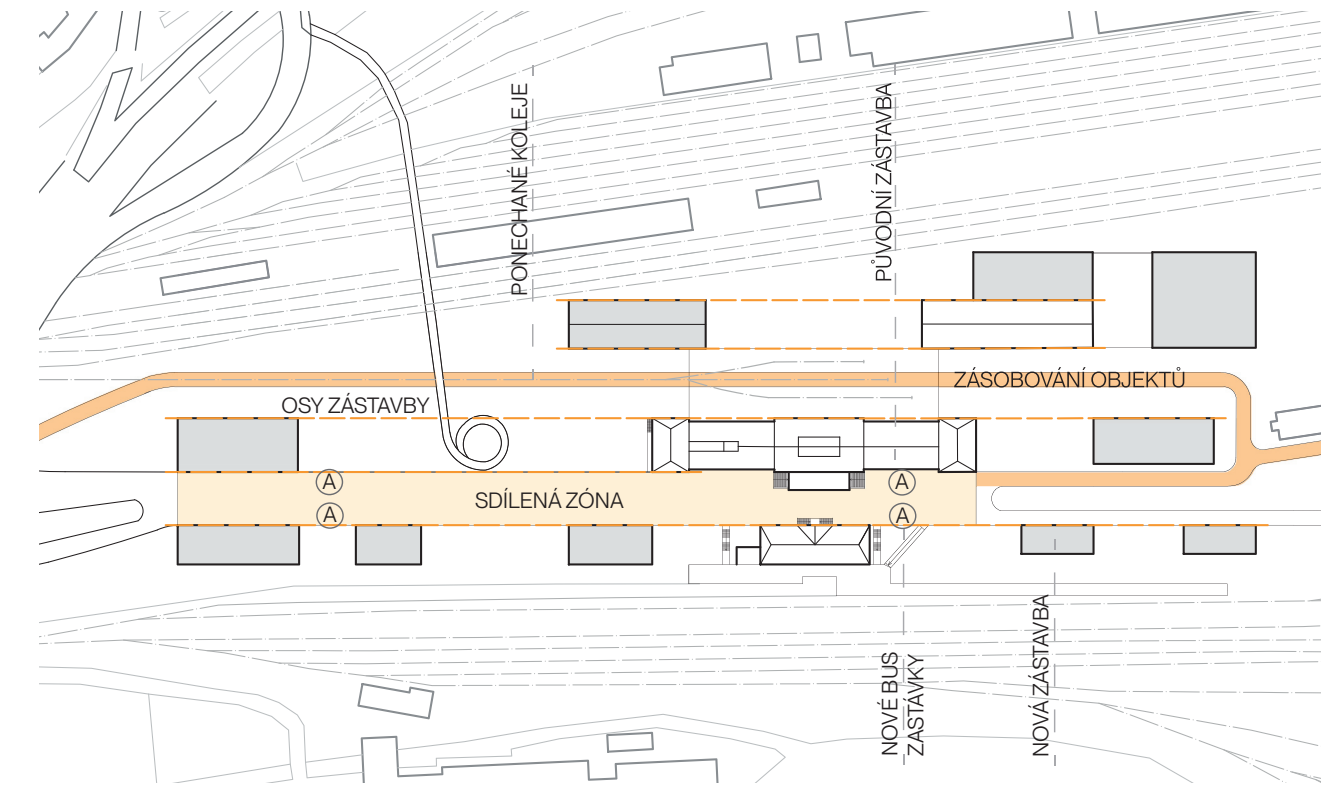 PONECHANÉ KOLEJE
PŮVODNÍ ZÁSTAVBA
ZÁSOBOVÁNÍ OBJEKTŮ
OSY ZÁSTAVBY
A
A
SDÍLENÁ ZÓNA
A
A
NOVÉ BUS
ZASTÁVKY
NOVÁ ZÁSTAVBA